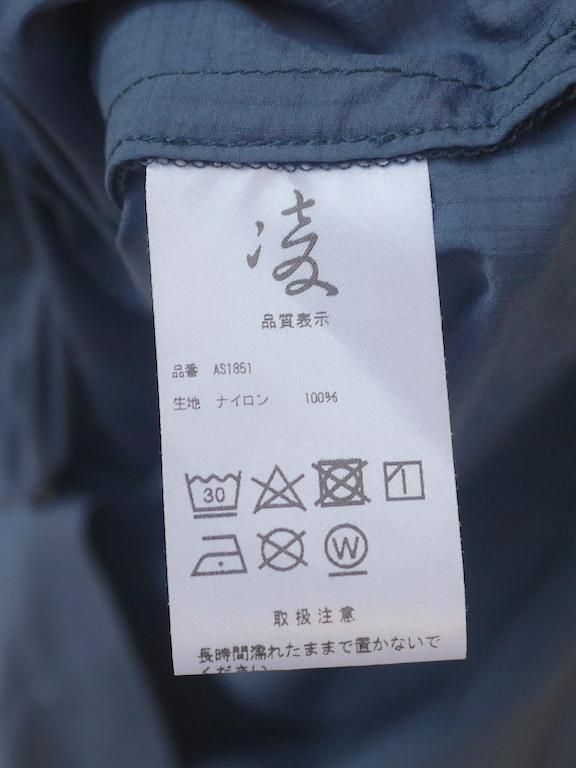 凌
品質表示
品番 AS1851
生地 ナイロン 100%
30
W
取扱注意
長時間濡れたままで置かないで
ください